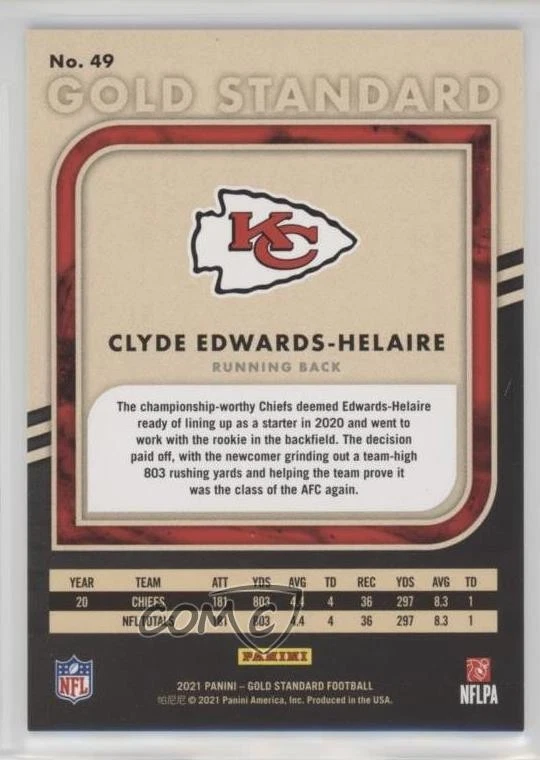 No. 49
GOLD STANDARD
KC
CLYDE EDWARDS-HELAIRE
RUNNING BACK
The championship-worthy Chiefs deemed Edwards-Helaire
ready of lining up as a starter in 2020 and went to
work with the rookie in the backfield. The decision
paid off, with the newcomer grinding out a team-high
803 rushing yards and helping the team prove it
was the class of the AFC again.
YEAR TEAM ATT YDS AVG TD REC YDS AVG TD
20 CHIEFS 181 803 4.4 4 36 297 8.3 1
NFL TOTALS 181 803 4.4 4 36 297 8.3 1
COMC
PANINI
NFL
NFLPA
2021 PANINI – GOLD STANDARD FOOTBALL
帕尼尼 © 2021 Panini America, Inc. Produced in the USA.